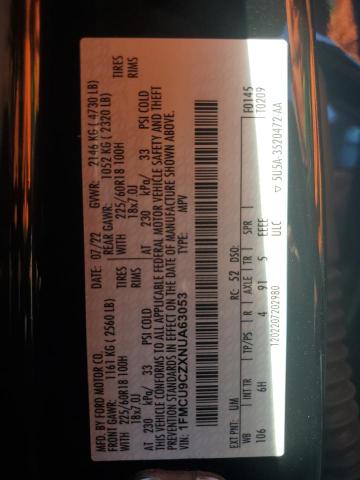 MFD. BY FORD MOTOR CO.
07/22 GVWR: 2146 KG ( 4730 LB)
FRONT GAWR: 1161 KG ( 2560 LB) REAR GAWR: 1052 KG ( 2320 LB)
WITH 225/60R18 100H TIRES WITH 225/60R18 100H TIRES
18x7.0J RIMS 18x7.0J RIMS
AT 230 kPa/ 33 PSI COLD AT 230 kPa/ 33 PSI COLD
THIS VEHICLE CONFORMS TO ALL APPLICABLE FEDERAL MOTOR VEHICLE SAFETY AND THEFT
PREVENTION STANDARDS IN EFFECT ON THE DATE OF MANUFACTURE SHOWN ABOVE.
VIN: 1FMCU9CZXNUA63053 TYPE: MPV
F0145
T0209
EXT PNT: UM RC: 52 DSO:
WB INT TR TP/PS R AXLE TR SPR
106 6H 4 91 5 EEEE
ULC
1202207202980
▽ 5U5A-3520472 AA